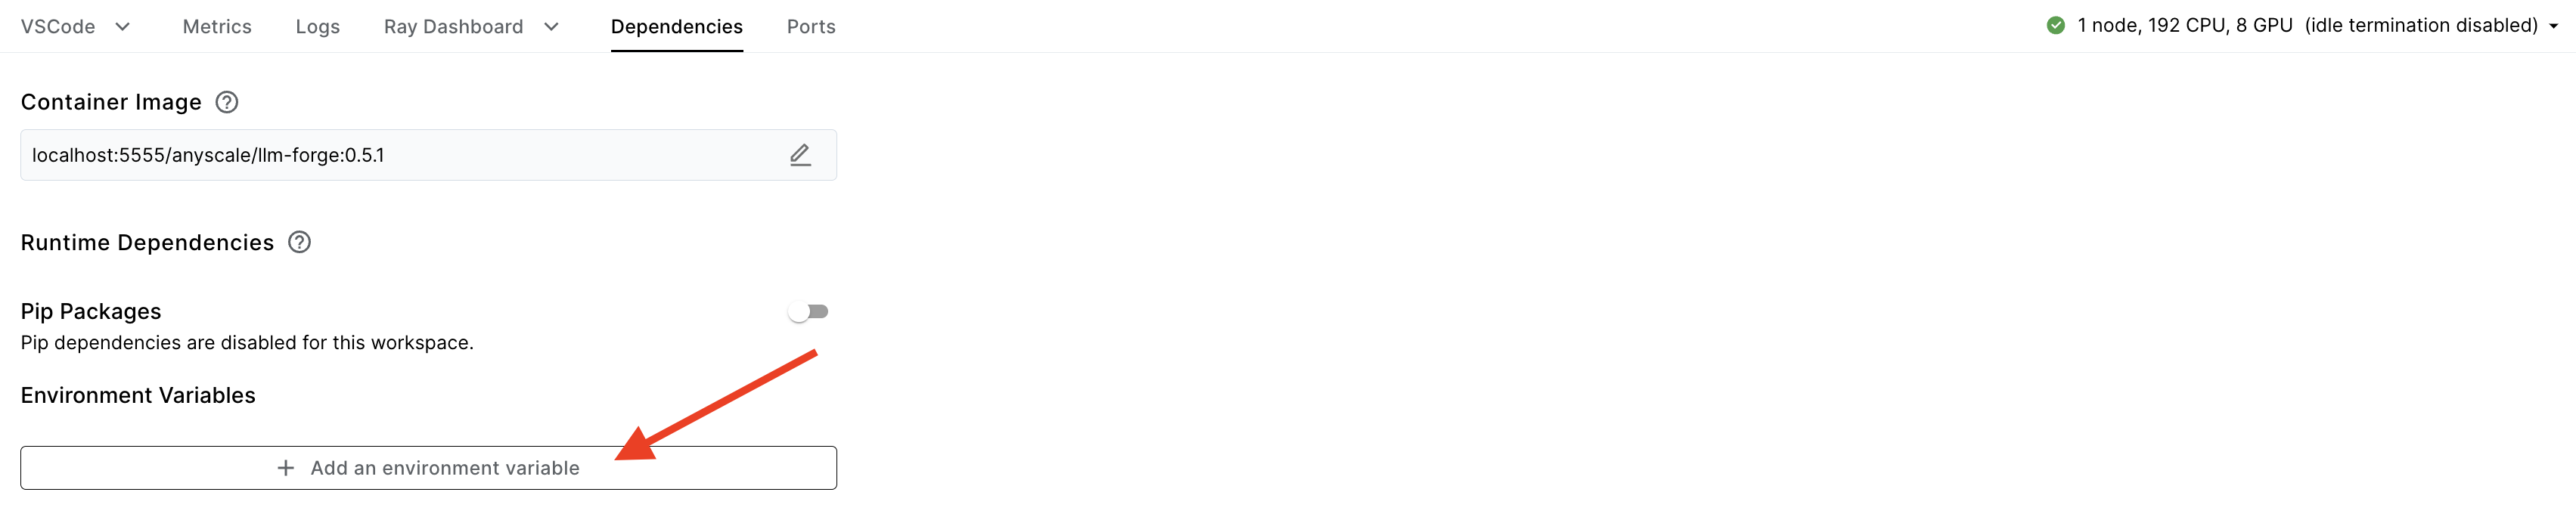 VSCode Metrics Logs Ray Dashboard Dependencies Ports 1 node, 192 CPU, 8 GPU (idle termination disabled)
Container Image
localhost:5555/anyscale/llm-forge:0.5.1
Runtime Dependencies
Pip Packages
Pip dependencies are disabled for this workspace.
Environment Variables
+ Add an environment variable